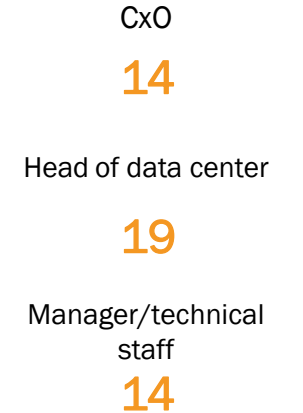 CxO
14
Head of data center
19
Manager/technical
staff
14